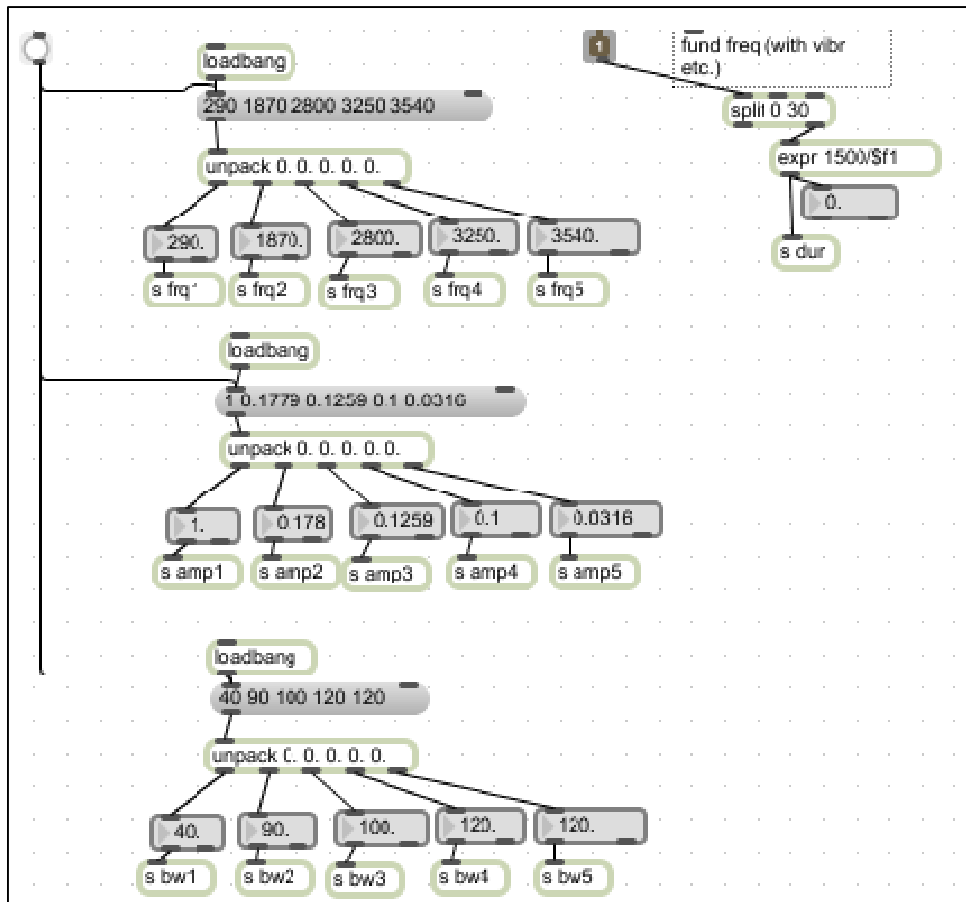 loadbang
290 1870 2800 3250 3540
unpack 0. 0. 0. 0. 0.
290. 1870. 2800. 3250. 3540.
s frq1 s frq2 s frq3 s frq4 s frq5
1 fund freq (with vibr
etc.)
split 0 30
expr 1500/$f1
0.
s dur
loadbang
1 0.1779 0.1259 0.1 0.0316
unpack 0. 0. 0. 0. 0.
1. 0.178 0.1259 0.1 0.0316
s amp1 s amp2 s amp3 s amp4 s amp5
loadbang
40 90 100 120 120
unpack 0. 0. 0. 0. 0.
40. 90. 100. 120. 120.
s bw1 s bw2 s bw3 s bw4 s bw5